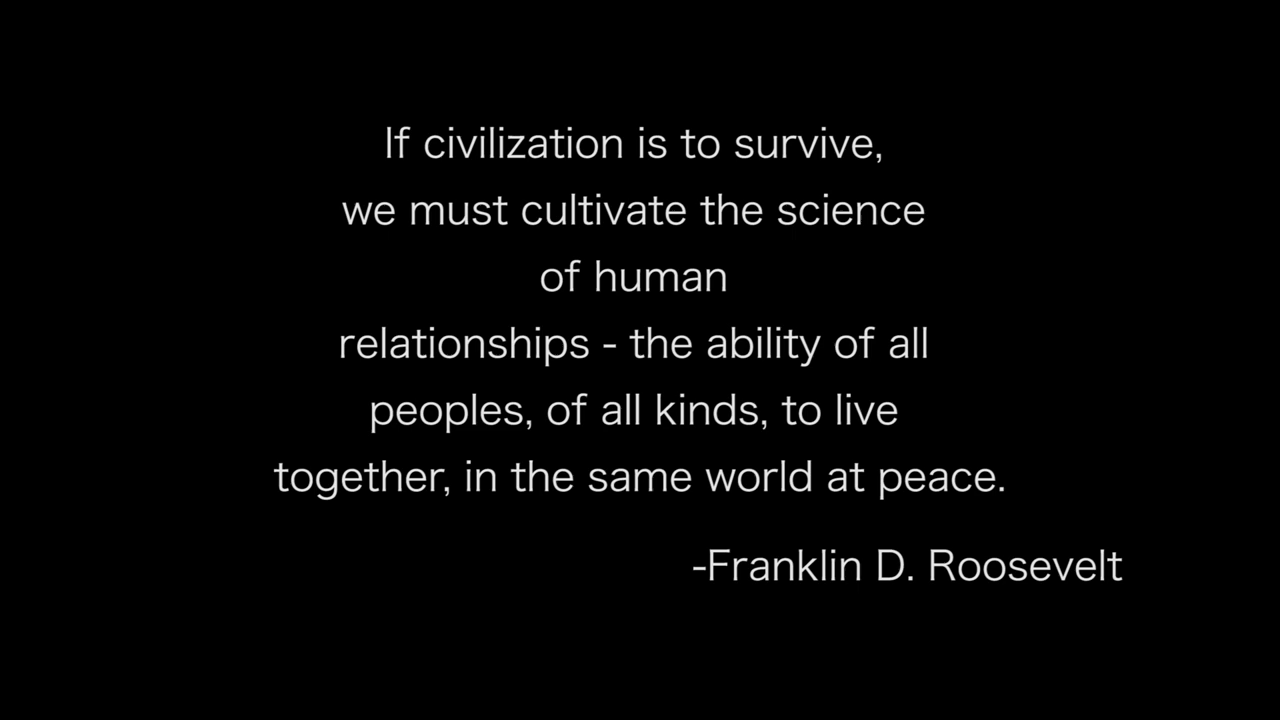 If civilization is to survive,
we must cultivate the science
of human
relationships - the ability of all
peoples, of all kinds, to live
together, in the same world at peace.
-Franklin D. Roosevelt